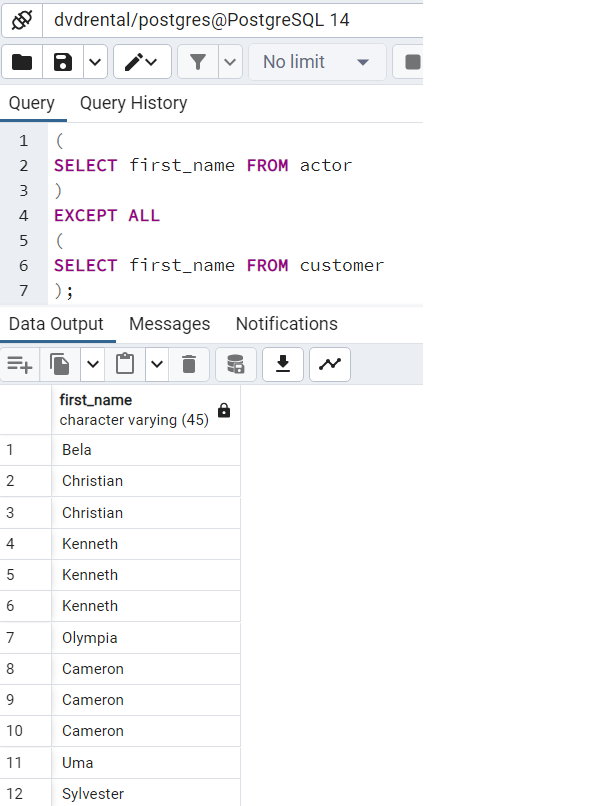 dvdrental/postgres@PostgreSQL 14
No limit
Query Query History
1 (
2 SELECT first_name FROM actor
3 )
4 EXCEPT ALL
5 (
6 SELECT first_name FROM customer
7 );
Data Output Messages Notifications
first_name
character varying (45)
1 Bela
2 Christian
3 Christian
4 Kenneth
5 Kenneth
6 Kenneth
7 Olympia
8 Cameron
9 Cameron
10 Cameron
11 Uma
12 Sylvester